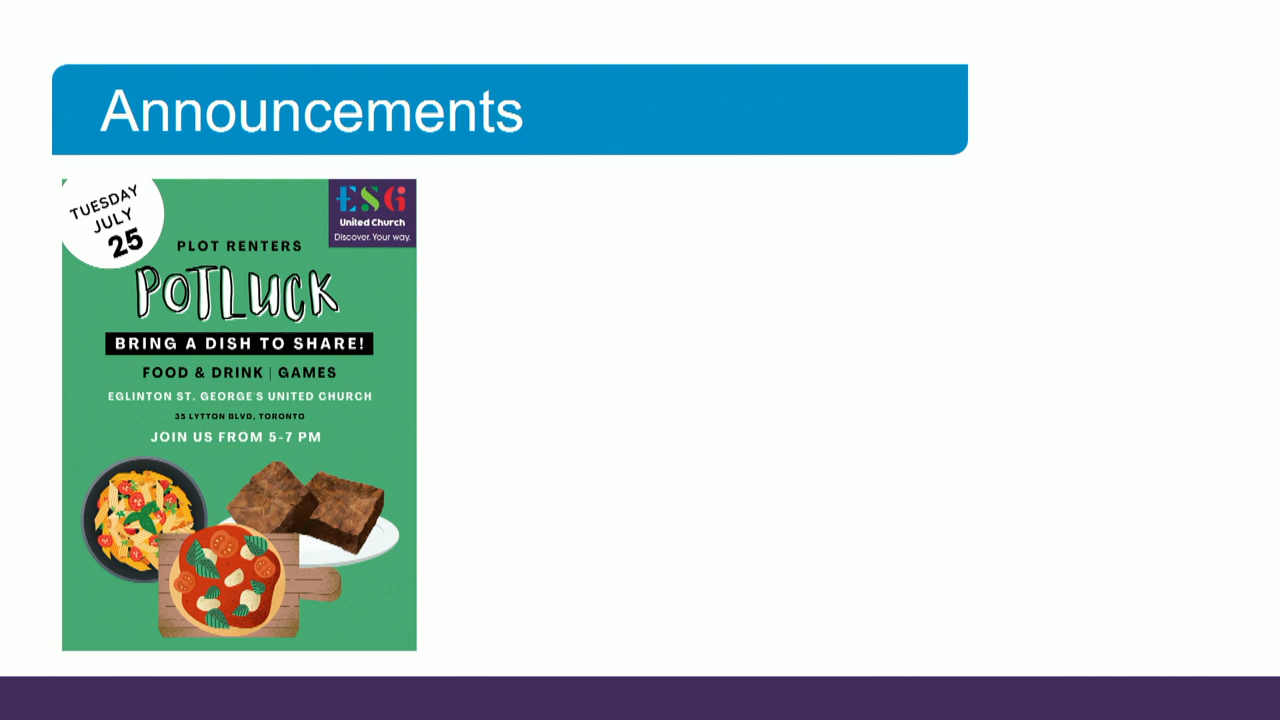 Announcements
TUESDAY
JULY
25
ESG
United Church
Discover. Your way.
PLOT RENTERS
POTLUCK
BRING A DISH TO SHARE!
FOOD & DRINK | GAMES
EGLINTON ST. GEORGE'S UNITED CHURCH
35 LYTTON BLVD, TORONTO
JOIN US FROM 5-7 PM